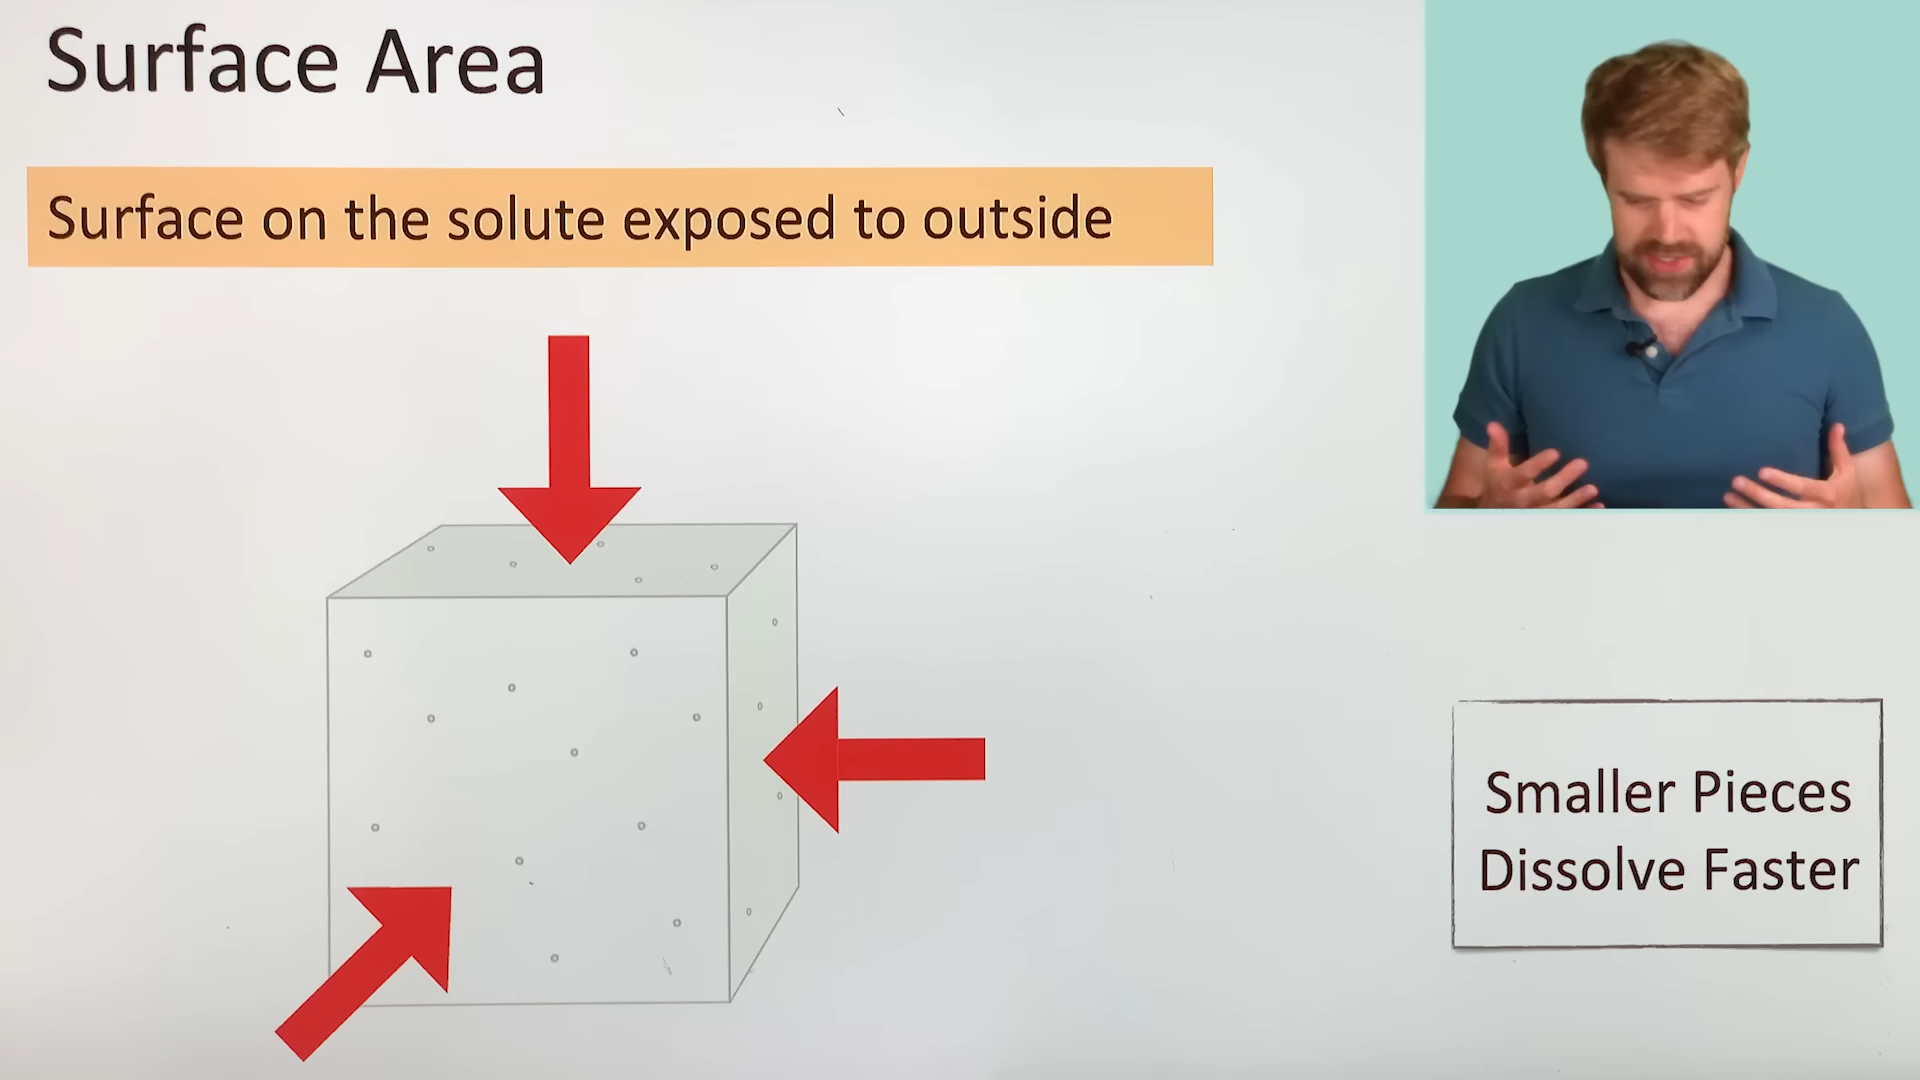 Surface Area
Surface on the solute exposed to outside
Smaller Pieces
Dissolve Faster